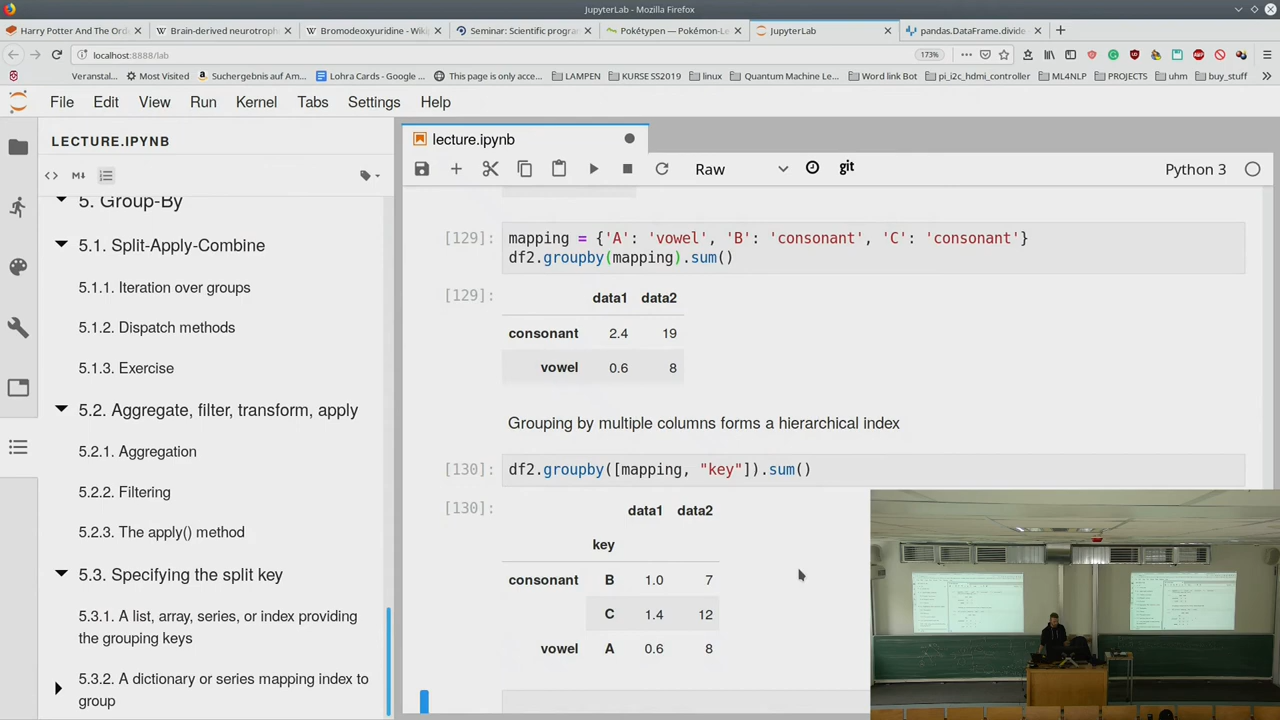 JupyterLab - Mozilla Firefox
Harry Potter And The Ord
Brain-derived neurotroph
Bromodeoxyuridine - Wiki
Seminar: Scientific progra
Pokétypen — Pokémon-Le
JupyterLab
pandas.DataFrame.divide
localhost:8888/lab
173%
Veranstal...
Most Visited
Suchergebnis auf Am...
Lohra Cards - Google ...
This page is only acce...
LAMPEN
KURSE SS2019
linux
Quantum Machine Le...
Word link Bot
pi_i2c_hdmi_controller
ML4NLP
PROJECTS
uhm
buy_stuff
File Edit View Run Kernel Tabs Settings Help
LECTURE.IPYNB
lecture.ipynb
Raw
git
Python 3
5. Group-By
5.1. Split-Apply-Combine
5.1.1. Iteration over groups
5.1.2. Dispatch methods
5.1.3. Exercise
5.2. Aggregate, filter, transform, apply
5.2.1. Aggregation
5.2.2. Filtering
5.2.3. The apply() method
5.3. Specifying the split key
5.3.1. A list, array, series, or index providing
the grouping keys
5.3.2. A dictionary or series mapping index to
group
[129]: mapping = {'A': 'vowel', 'B': 'consonant', 'C': 'consonant'}
df2.groupby(mapping).sum()
[129]:
data1 data2
consonant 2.4 19
vowel 0.6 8
Grouping by multiple columns forms a hierarchical index
[130]: df2.groupby([mapping, "key"]).sum()
[130]:
data1 data2
key
consonant B 1.0 7
C 1.4 12
vowel A 0.6 8